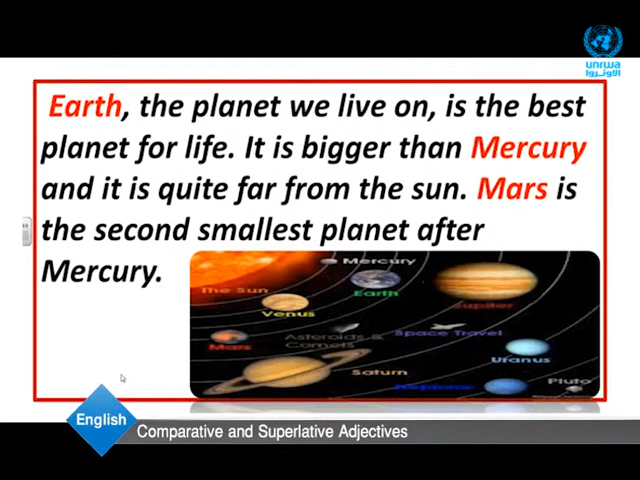 unrwa
الأونروا
Earth, the planet we live on, is the best
planet for life. It is bigger than Mercury
and it is quite far from the sun. Mars is
the second smallest planet after
Mercury.
Mercury
The Sun
Earth
Jupiter
Venus
Mars
Asteroids &
Comets
Space Travel
Uranus
Saturn
Neptune
Pluto
English
Comparative and Superlative Adjectives